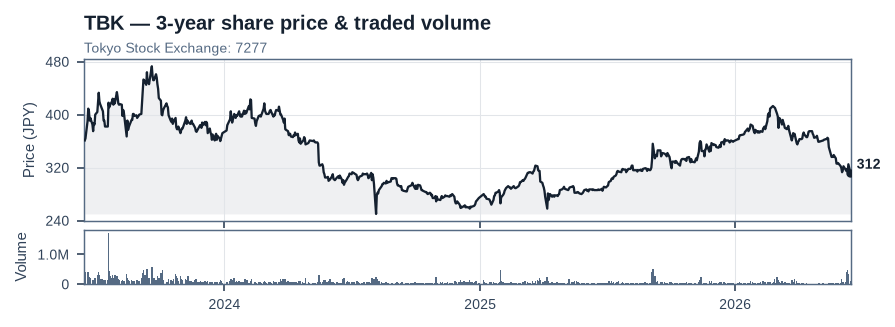 TBK — 3-year share price & traded volume
Tokyo Stock Exchange: 7277
Price (JPY)
480
400
320
240
312
Volume
1.0M
0
2024
2025
2026